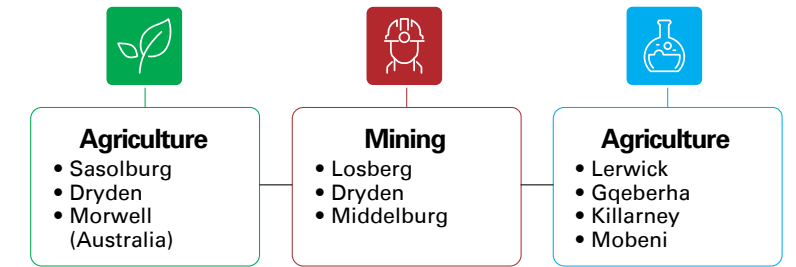 Agriculture
• Sasolburg
• Dryden
• Morwell
(Australia)
Mining
• Losberg
• Dryden
• Middelburg
Agriculture
• Lerwick
• Gqeberha
• Killarney
• Mobeni